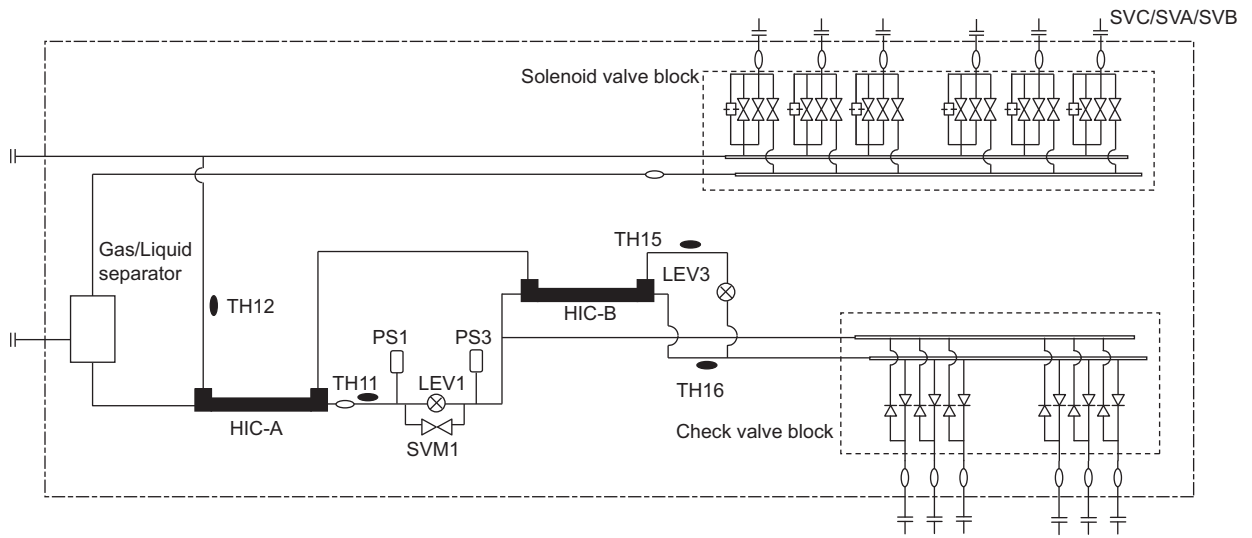 SVC/SVA/SVB
Solenoid valve block
Gas/Liquid
separator
TH15
LEV3
TH12
HIC-B
PS1
PS3
TH11
LEV1
TH16
HIC-A
SVM1
Check valve block